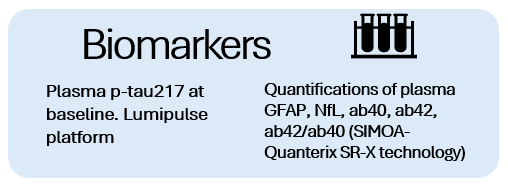 Biomarkers
Plasma p-tau217 at
baseline. Lumipulse
platform
Quantifications of plasma
GFAP, NfL, ab40, ab42,
ab42/ab40 (SIMOA-
Quanterix SR-X technology)